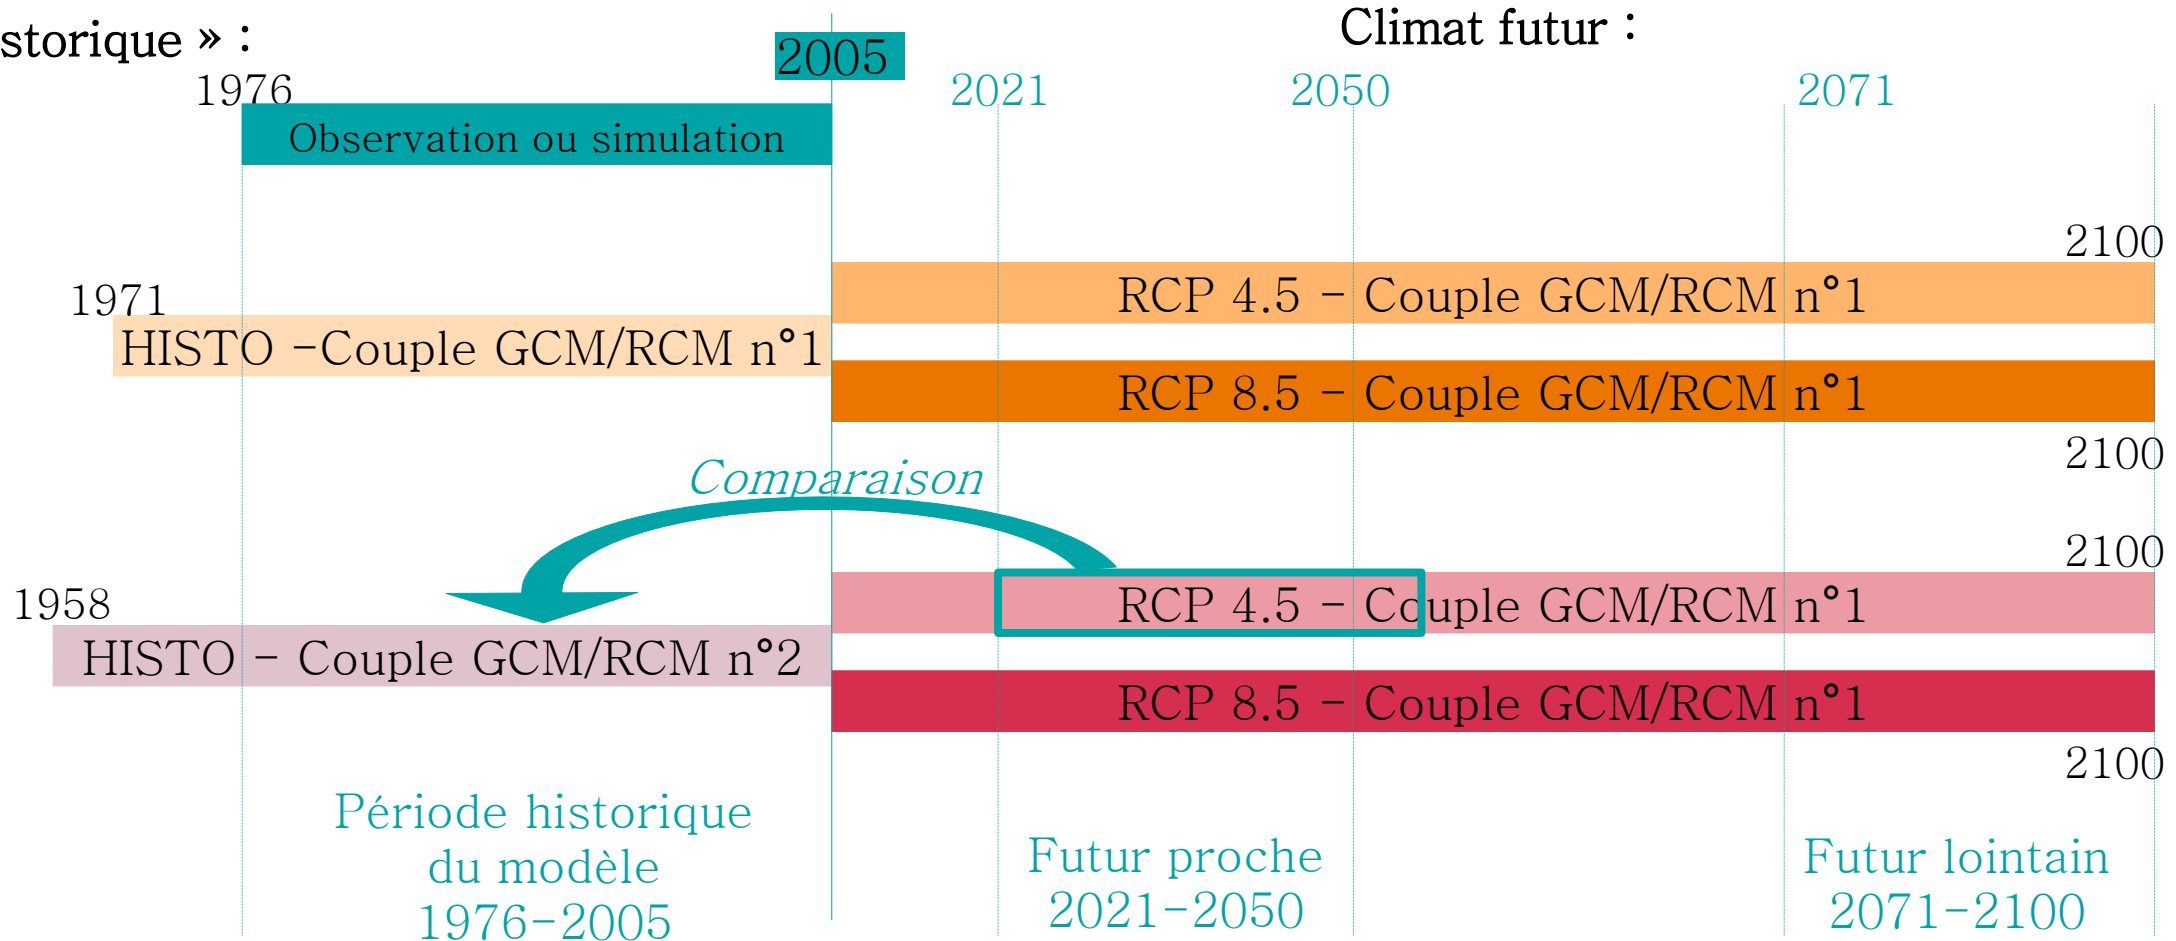 storique » :
Climat futur :
2005
1976
2021
2050
2071
Observation ou simulation
2100
1971
RCP 4.5 - Couple GCM/RCM n°1
HISTO -Couple GCM/RCM n°1
RCP 8.5 - Couple GCM/RCM n°1
2100
Comparaison
2100
1958
RCP 4.5 - Couple GCM/RCM n°1
HISTO - Couple GCM/RCM n°2
RCP 8.5 - Couple GCM/RCM n°1
2100
Période historique
du modèle
1976-2005
Futur proche
2021-2050
Futur lointain
2071-2100